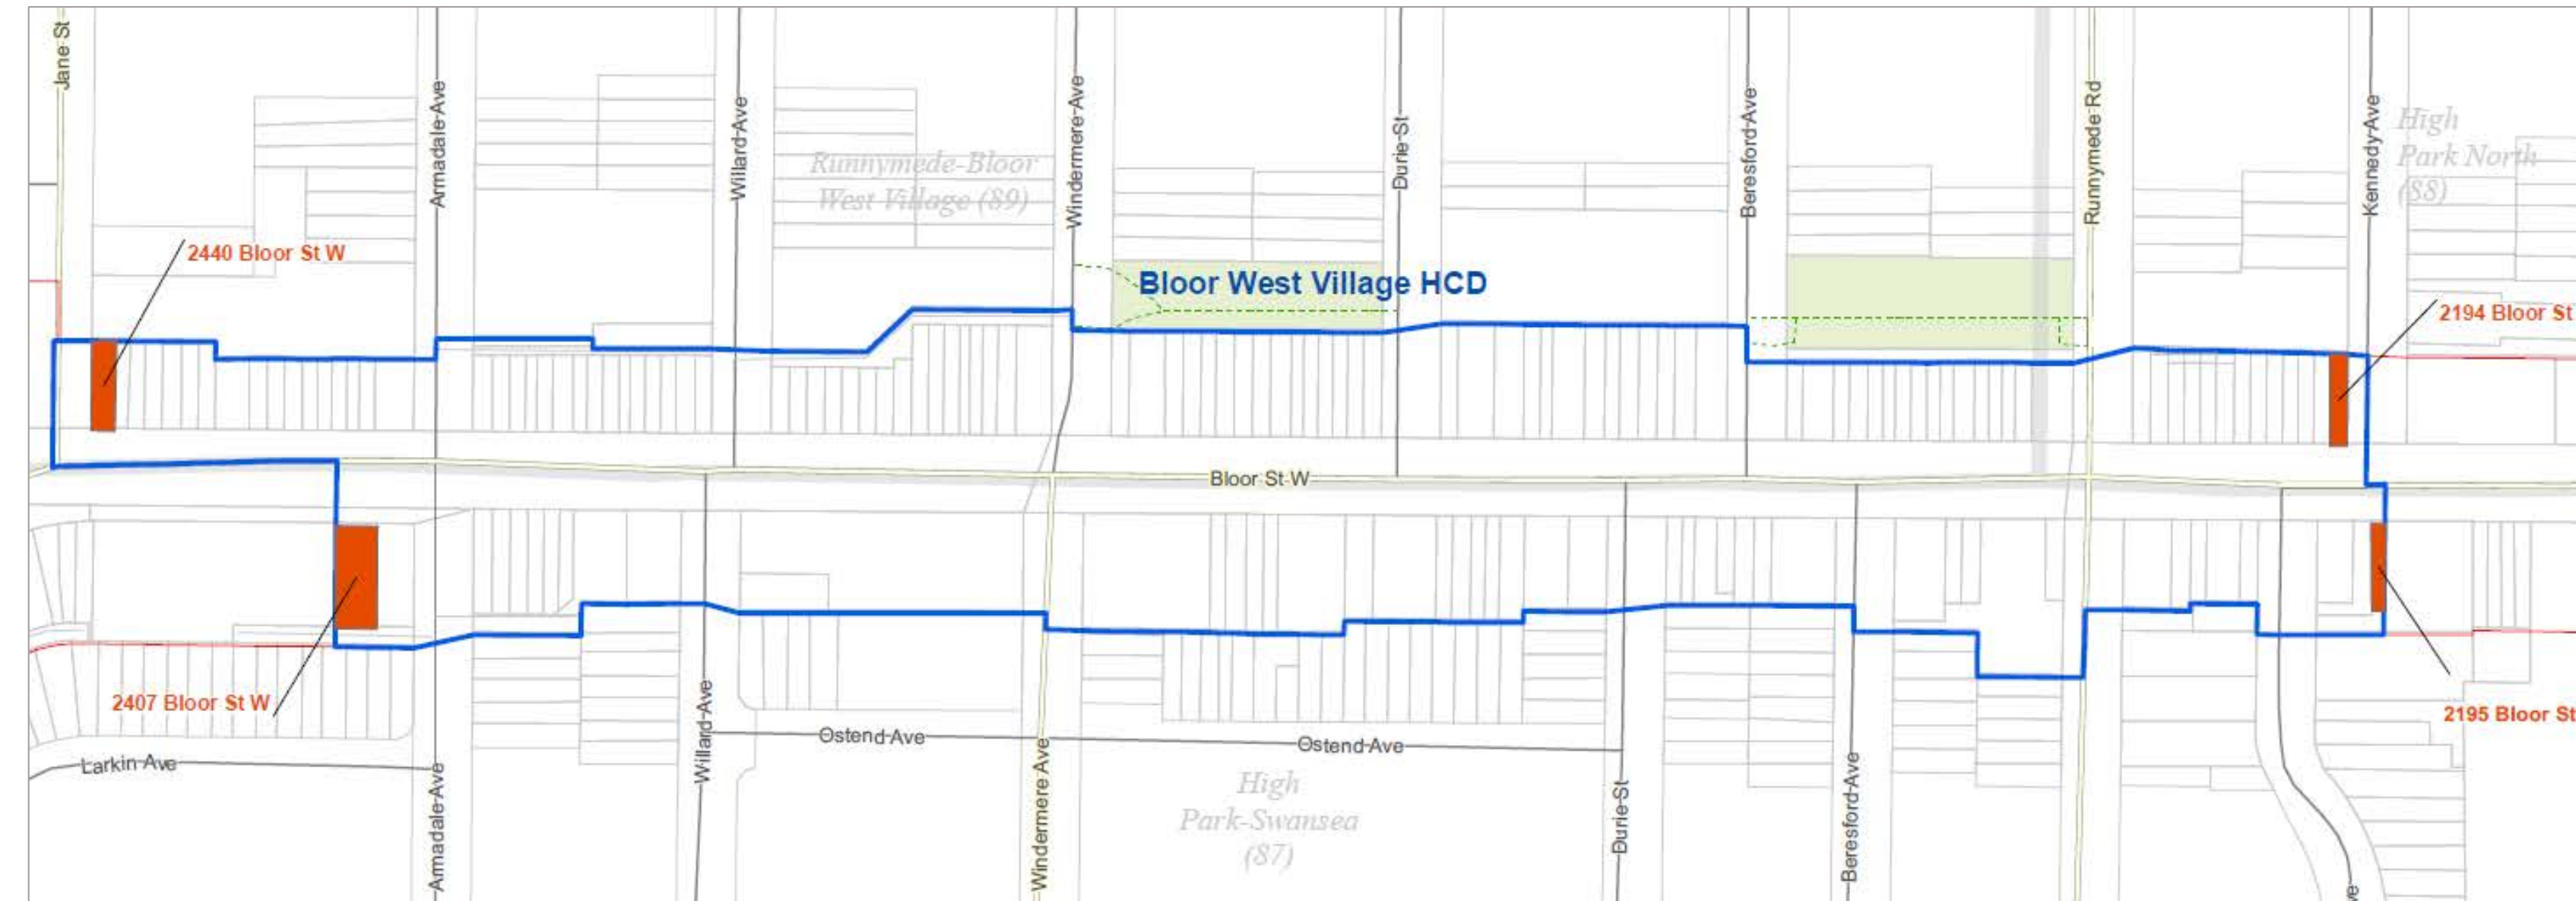 Jane St
Armadale Ave
Willard Ave
Windermere Ave
Durie St
Beresford Ave
Runnymede Rd
Kennedy Ave
High
Park North
(88)
Runnymede-Bloor
West Village (89)
2440 Bloor St W
Bloor West Village HCD
2194 Bloor St
Bloor St W
2407 Bloor St W
2195 Bloor St
Larkin Ave
Armadale Ave
Willard Ave
Ostend Ave
Windermere Ave
Ostend Ave
High
Park-Swansea
(87)
Durie St
Beresford Ave